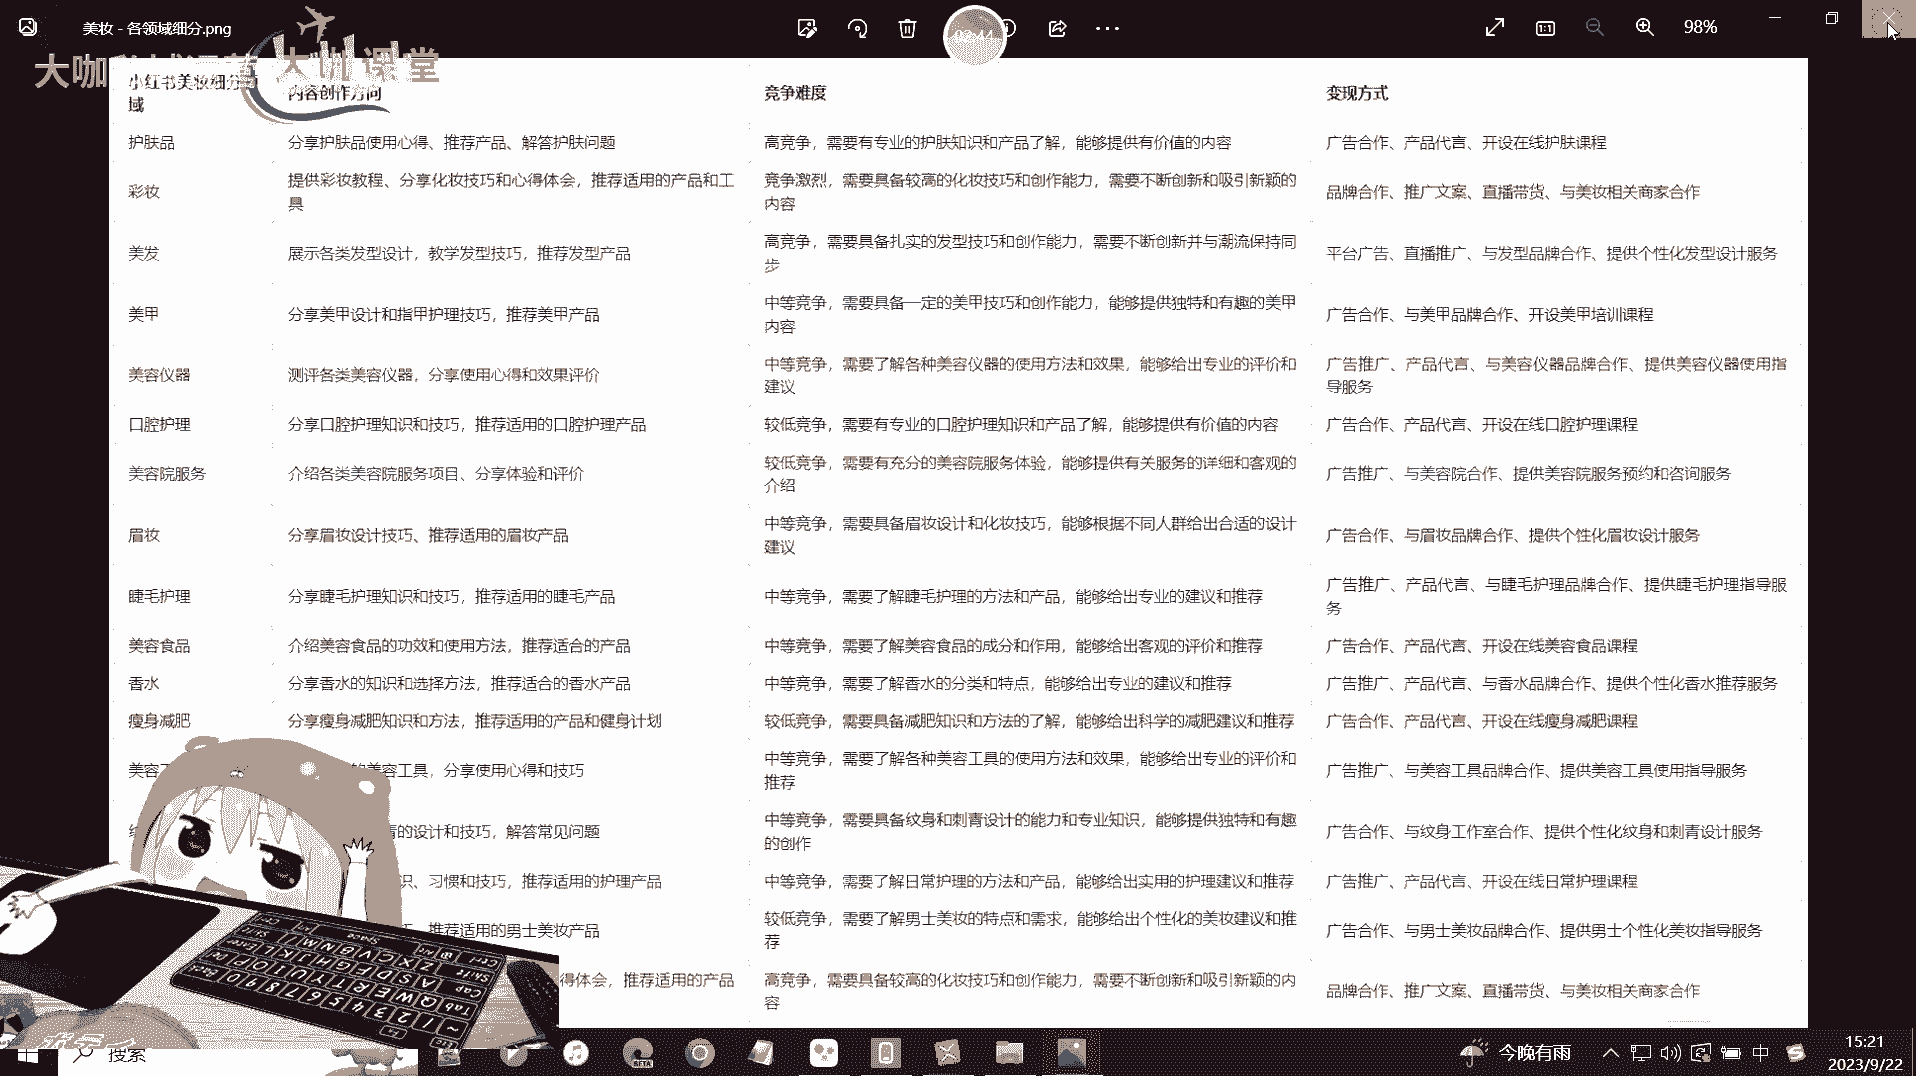 美妆 - 各领域细分.png
98%
大咖
大咖课堂
小红书美妆细分
域
内容创作方向
竞争难度
变现方式
护肤品
分享护肤品使用心得、推荐产品、解答护肤问题
高竞争，需要有专业的护肤知识和产品了解，能够提供有价值的内容
广告合作、产品代言、开设在线护肤课程
彩妆
提供彩妆教程、分享化妆技巧和心得体会，推荐适用的产品和工
具
竞争激烈，需要具备较高的化妆技巧和创作能力，需要不断创新和吸引新颖的
内容
品牌合作、推广文案、直播带货、与美妆相关商家合作
美发
展示各类发型设计，教学发型技巧，推荐发型产品
高竞争，需要具备扎实的发型技巧和创作能力，需要不断创新并与潮流保持同
步
平台广告、直播推广、与发型品牌合作、提供个性化发型设计服务
美甲
分享美甲设计和指甲护理技巧，推荐美甲产品
中等竞争，需要具备一定的美甲技巧和创作能力，能够提供独特和有趣的美甲
内容
广告合作、与美甲品牌合作、开设美甲培训课程
美容仪器
测评各类美容仪器，分享使用心得和效果评价
中等竞争，需要了解各种美容仪器的使用方法和效果，能够给出专业的评价和
建议
广告推广、产品代言、与美容仪器品牌合作、提供美容仪器使用指
导服务
口腔护理
分享口腔护理知识和技巧，推荐适用的口腔护理产品
较低竞争，需要有专业的口腔护理知识和产品了解，能够提供有价值的内容
广告合作、产品代言、开设在线口腔护理课程
美容院服务
介绍各类美容院服务项目、分享体验和评价
较低竞争，需要有充分的美容院服务体验，能够提供有关服务的详细和客观的
介绍
广告推广、与美容院合作、提供美容院服务预约和咨询服务
眉妆
分享眉妆设计技巧、推荐适用的眉妆产品
中等竞争，需要具备眉妆设计和化妆技巧，能够根据不同人群给出合适的设计
建议
广告合作、与眉妆品牌合作、提供个性化眉妆设计服务
睫毛护理
分享睫毛护理知识和技巧，推荐适用的睫毛产品
中等竞争，需要了解睫毛护理的方法和产品，能够给出专业的建议和推荐
广告推广、产品代言、与睫毛护理品牌合作、提供睫毛护理指导服
务
美容食品
介绍美容食品的功效和使用方法，推荐适合的产品
中等竞争，需要了解美容食品的成分和作用，能够给出客观的评价和推荐
广告合作、产品代言、开设在线美容食品课程
香水
分享香水的知识和选择方法，推荐适合的香水产品
中等竞争，需要了解香水的分类和特点，能够给出专业的建议和推荐
广告推广、产品代言、与香水品牌合作、提供个性化香水推荐服务
瘦身减肥
分享瘦身减肥知识和方法，推荐适用的产品和健身计划
较低竞争，需要具备减肥知识和方法的了解，能够给出科学的减肥建议和推荐
广告合作、产品代言、开设在线瘦身减肥课程
美容
美容工具，分享使用心得和技巧
中等竞争，需要了解各种美容工具的使用方法和效果，能够给出专业的评价和
推荐
广告推广、与美容工具品牌合作、提供美容工具使用指导服务
的设计和技巧，解答常见问题
中等竞争，需要具备纹身和刺青设计的能力和专业知识，能够提供独特和有趣
的创作
广告合作、与纹身工作室合作、提供个性化纹身和刺青设计服务
识、习惯和技巧，推荐适用的护理产品
中等竞争，需要了解日常护理的方法和产品，能够给出实用的护理建议和推荐
广告推广、产品代言、开设在线日常护理课程
推荐适用的男士美妆产品
较低竞争，需要了解男士美妆的特点和需求，能够给出个性化的美妆建议和推
荐
广告合作、与男士美妆品牌合作、提供男士个性化美妆指导服务
得体会，推荐适用的产品
高竞争，需要具备较高的化妆技巧和创作能力，需要不断创新和吸引新颖的内
容
品牌合作、推广文案、直播带货、与美妆相关商家合作
搜索
BETA
今晚有雨
中
15:21
2023/9/22